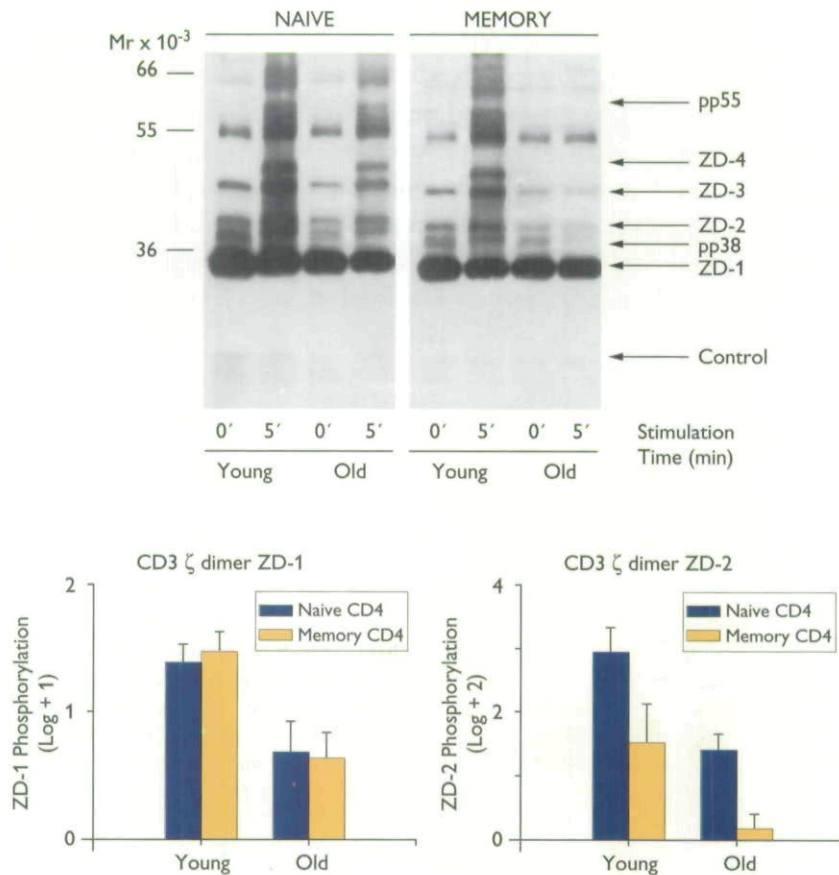 NAIVE MEMORY
Mr x 10-3
66
55
36
pp55
ZD-4
ZD-3
ZD-2
pp38
ZD-1
Control
0´ 5´ 0´ 5´ 0´ 5´ 0´ 5´ Stimulation
Young Old Young Old Time (min)
CD3 ζ dimer ZD-1
ZD-1 Phosphorylation
(Log + 1)
2
1
0
Naive CD4
Memory CD4
Young Old
CD3 ζ dimer ZD-2
ZD-2 Phosphorylation
(Log + 2)
4
2
0
Naive CD4
Memory CD4
Young Old